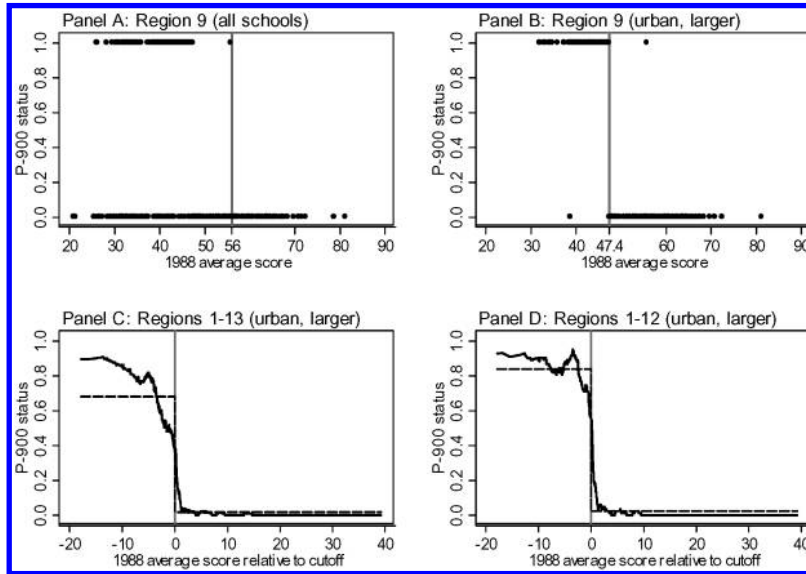 Panel A: Region 9 (all schools)
P-900 status
0.0 0.2 0.4 0.6 0.8 1.0
20 30 40 50 56 70 80 90
1988 average score
Panel B: Region 9 (urban, larger)
P-900 status
0.0 0.2 0.4 0.6 0.8 1.0
20 30 40 47.4 60 70 80 90
1988 average score
Panel C: Regions 1-13 (urban, larger)
P-900 status
0.0 0.2 0.4 0.6 0.8 1.0
-20 -10 0 10 20 30 40
1988 average score relative to cutoff
Panel D: Regions 1-12 (urban, larger)
P-900 status
0.0 0.2 0.4 0.6 0.8 1.0
-20 -10 0 10 20 30 40
1988 average score relative to cutoff